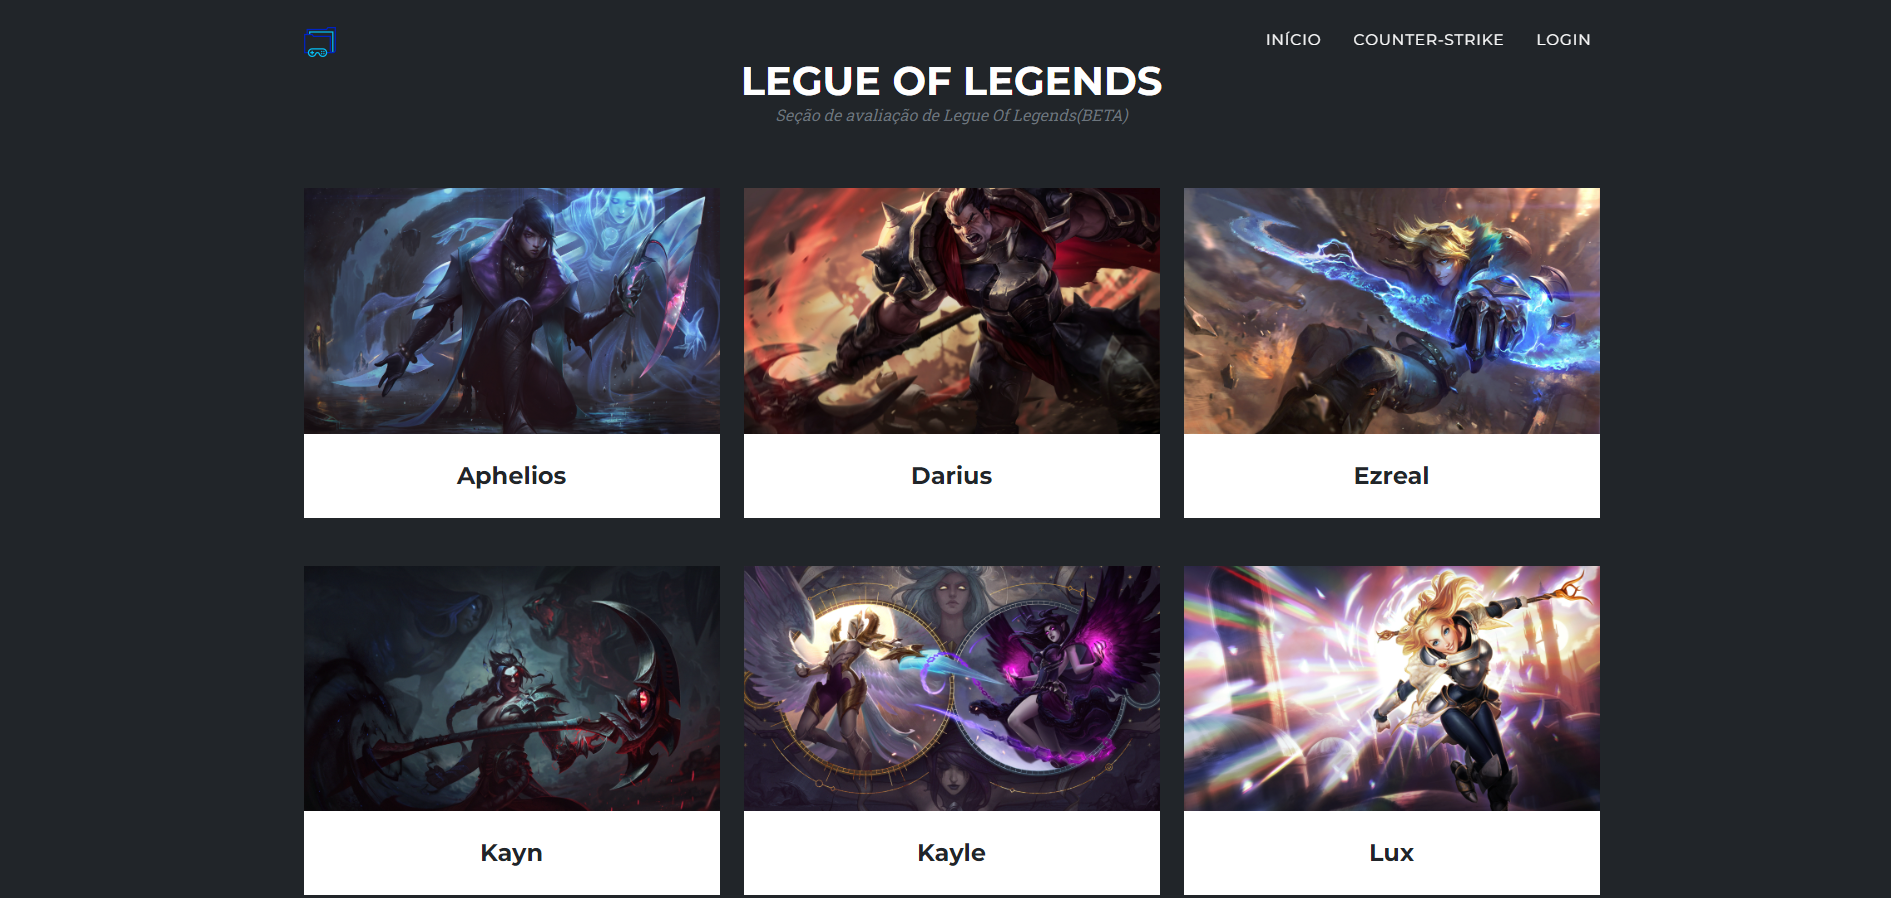 INÍCIO COUNTER-STRIKE LOGIN
LEGUE OF LEGENDS
Seção de avaliação de Legue Of Legends(BETA)
Aphelios
Darius
Ezreal
Kayn
Kayle
Lux